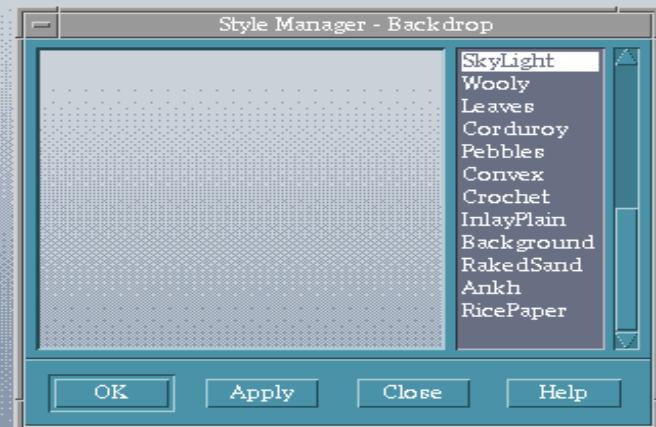 Style Manager - Backdrop
SkyLight
Wooly
Leaves
Corduroy
Pebbles
Convex
Crochet
InlayPlain
Background
RakedSand
Ankh
RicePaper
OK Apply Close Help